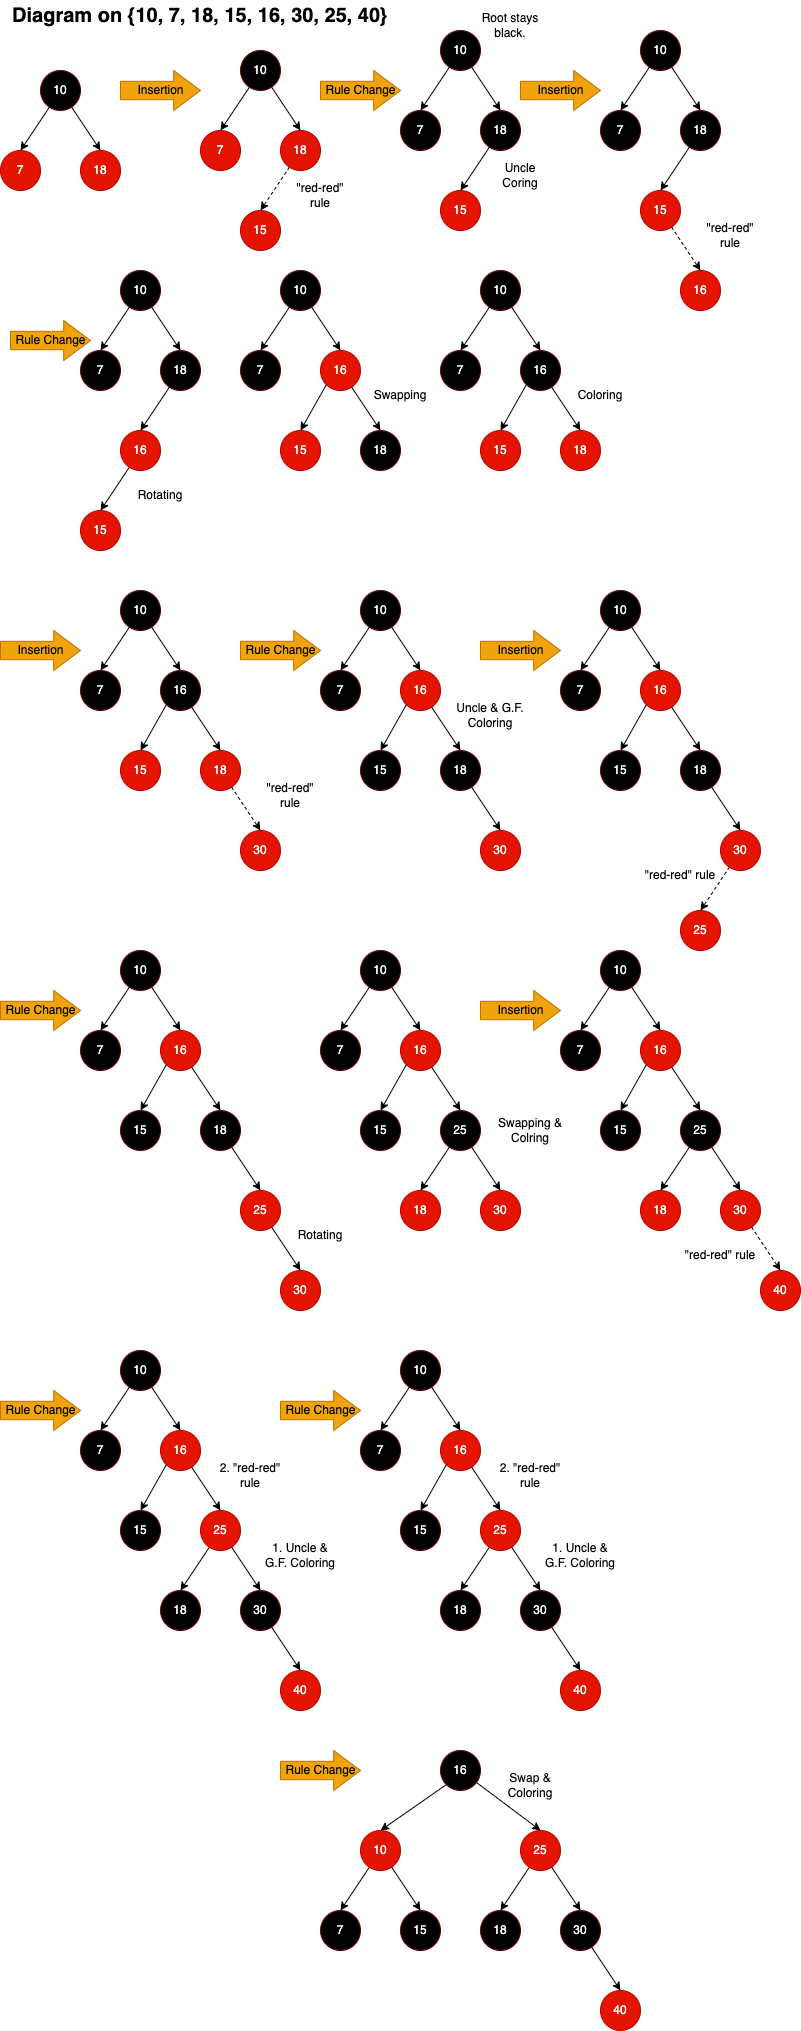 Diagram on {10, 7, 18, 15, 16, 30, 25, 40}
10
7
18
Insertion
10
7
18
"red-red"
rule
15
Rule Change
Root stays
black.
10
7
18
Uncle
Coring
15
Insertion
10
7
18
15
"red-red"
rule
16
Rule Change
10
7
18
16
Rotating
15
10
7
16
Swapping
15
18
10
7
16
Coloring
15
18
Insertion
10
7
16
15
18
"red-red"
rule
30
Rule Change
10
7
16
Uncle & G.F.
Coloring
15
18
30
Insertion
10
7
16
15
18
30
"red-red" rule
25
Rule Change
10
7
16
15
18
25
Rotating
30
10
7
16
15
25
Swapping &
Colring
18
30
Insertion
10
7
16
15
25
18
30
"red-red" rule
40
Rule Change
10
7
16
2. "red-red"
rule
15
25
1. Uncle &
G.F. Coloring
18
30
40
Rule Change
10
7
16
2. "red-red"
rule
15
25
1. Uncle &
G.F. Coloring
18
30
40
Rule Change
16
Swap &
Coloring
10
25
7
15
18
30
40